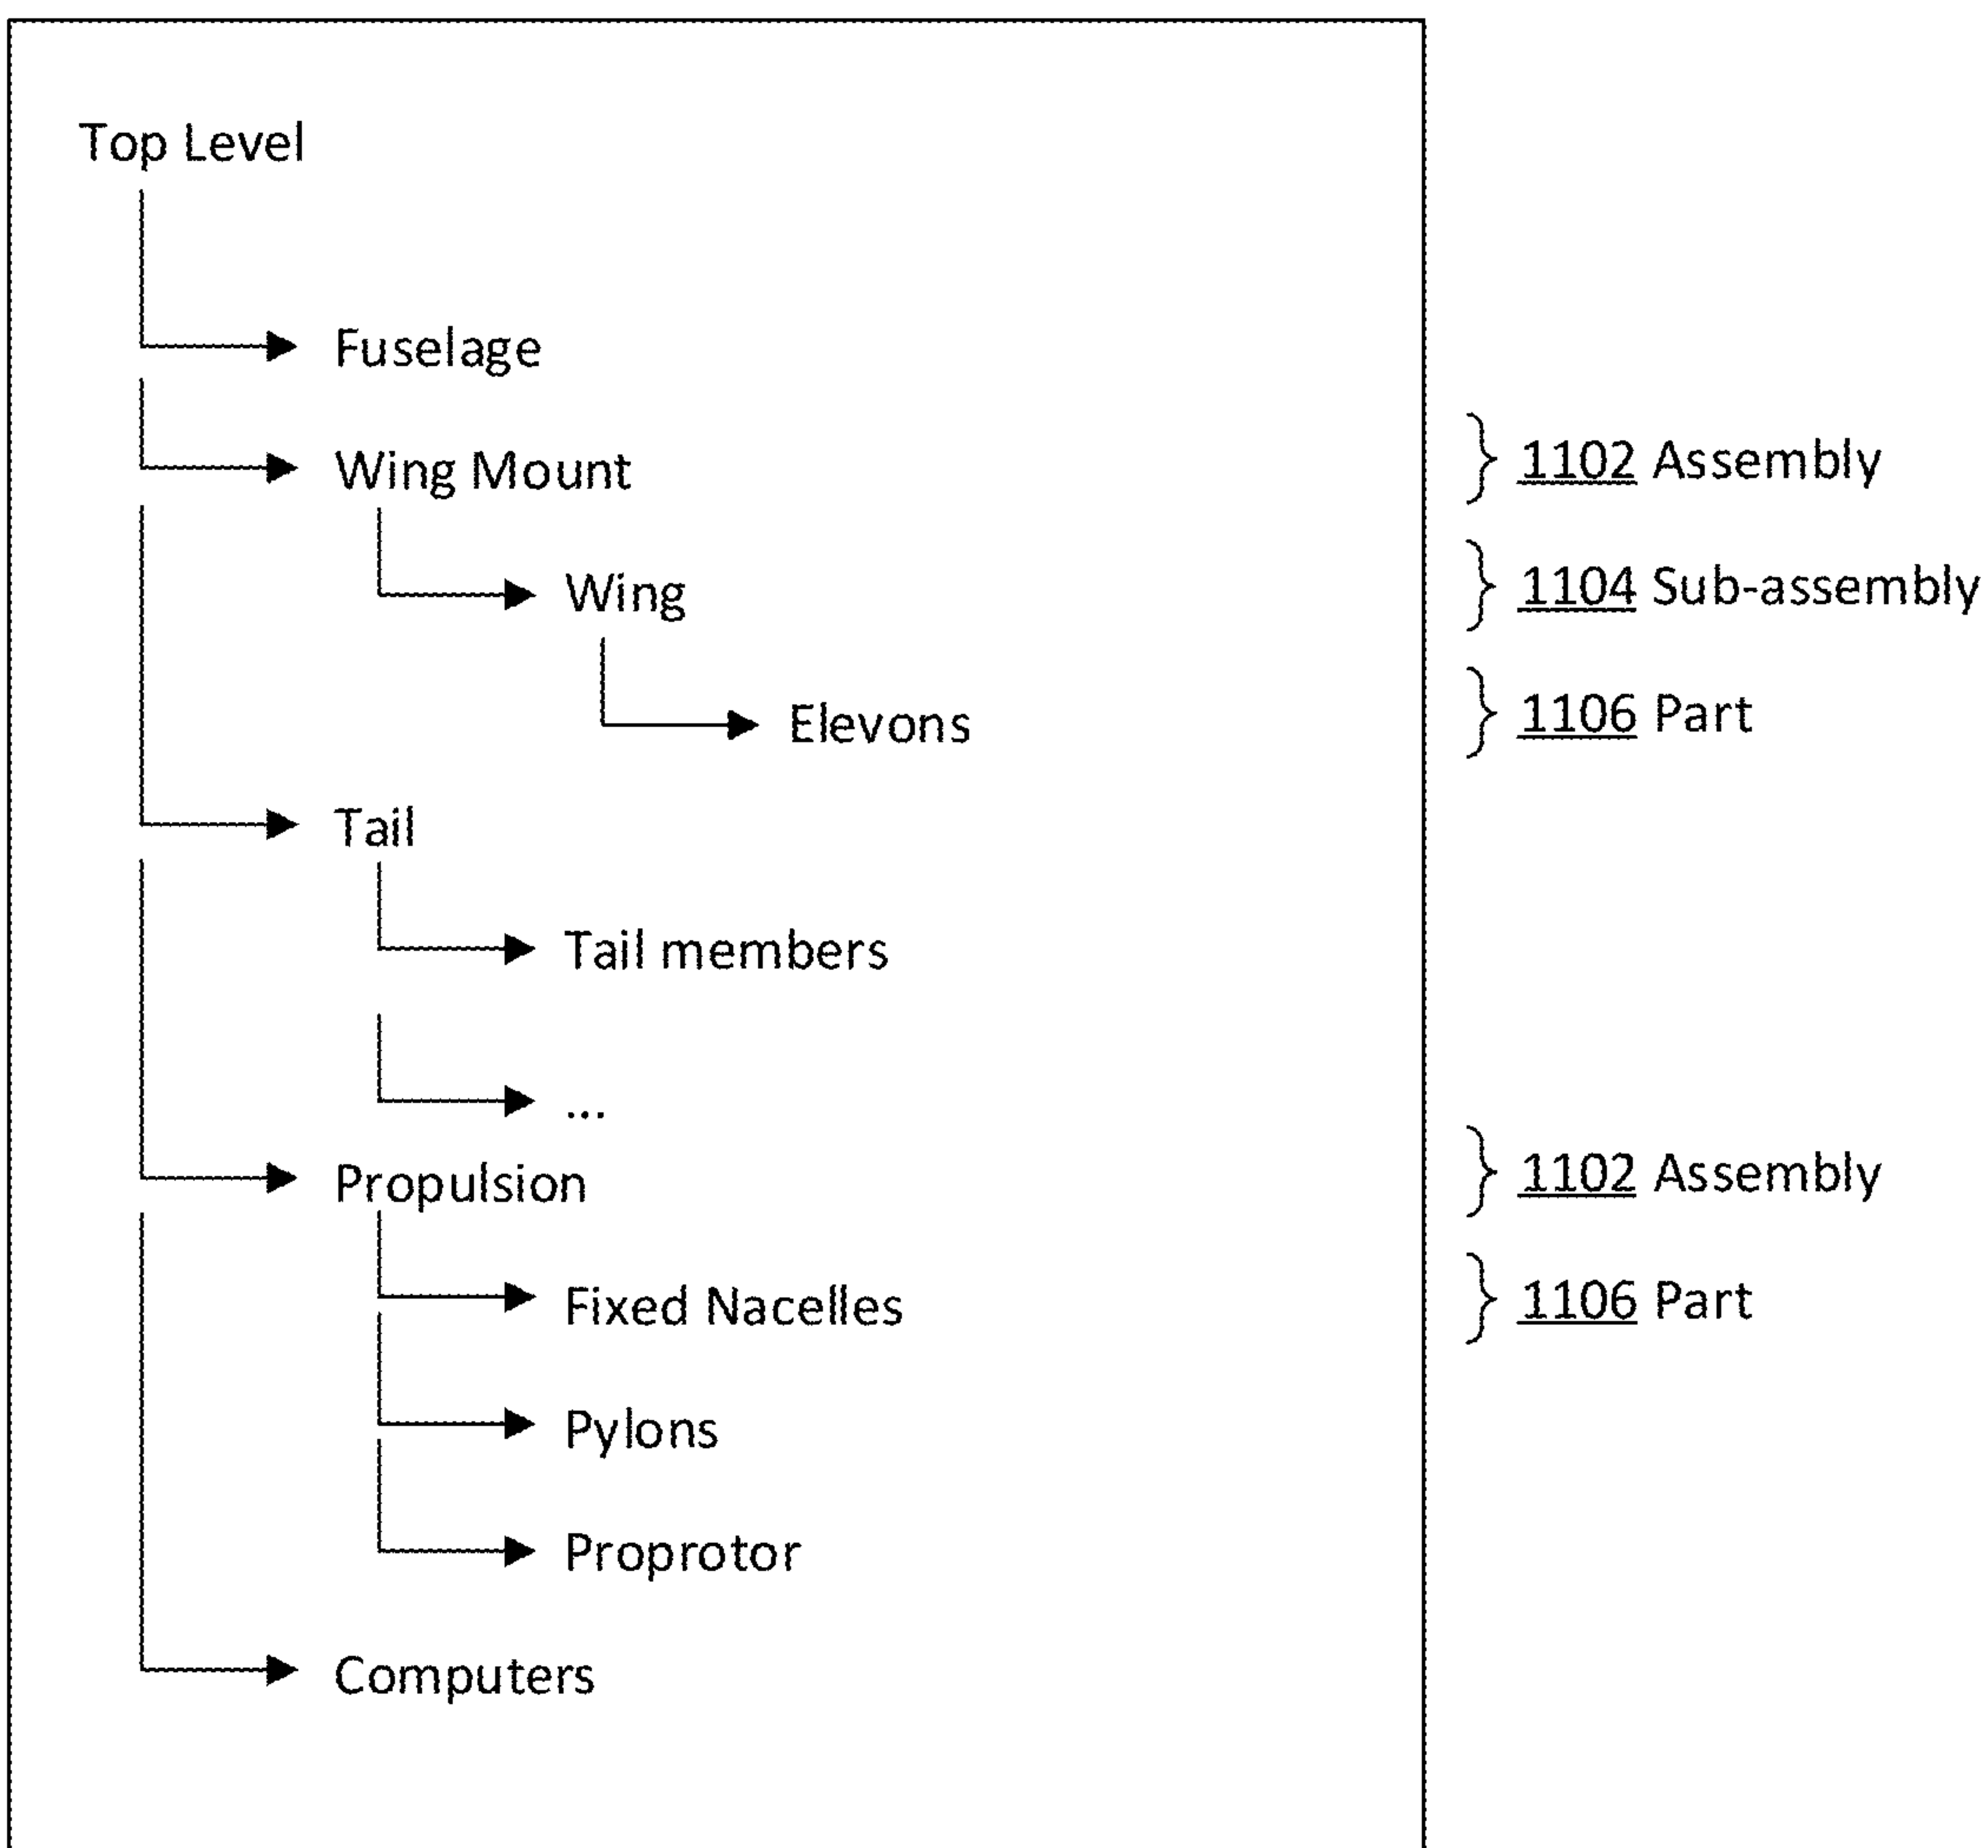 Top Level
Fuselage
Wing Mount
1102 Assembly
Wing
1104 Sub-assembly
Elevons
1106 Part
Tail
Tail members
...
Propulsion
1102 Assembly
Fixed Nacelles
1106 Part
Pylons
Proprotor
Computers